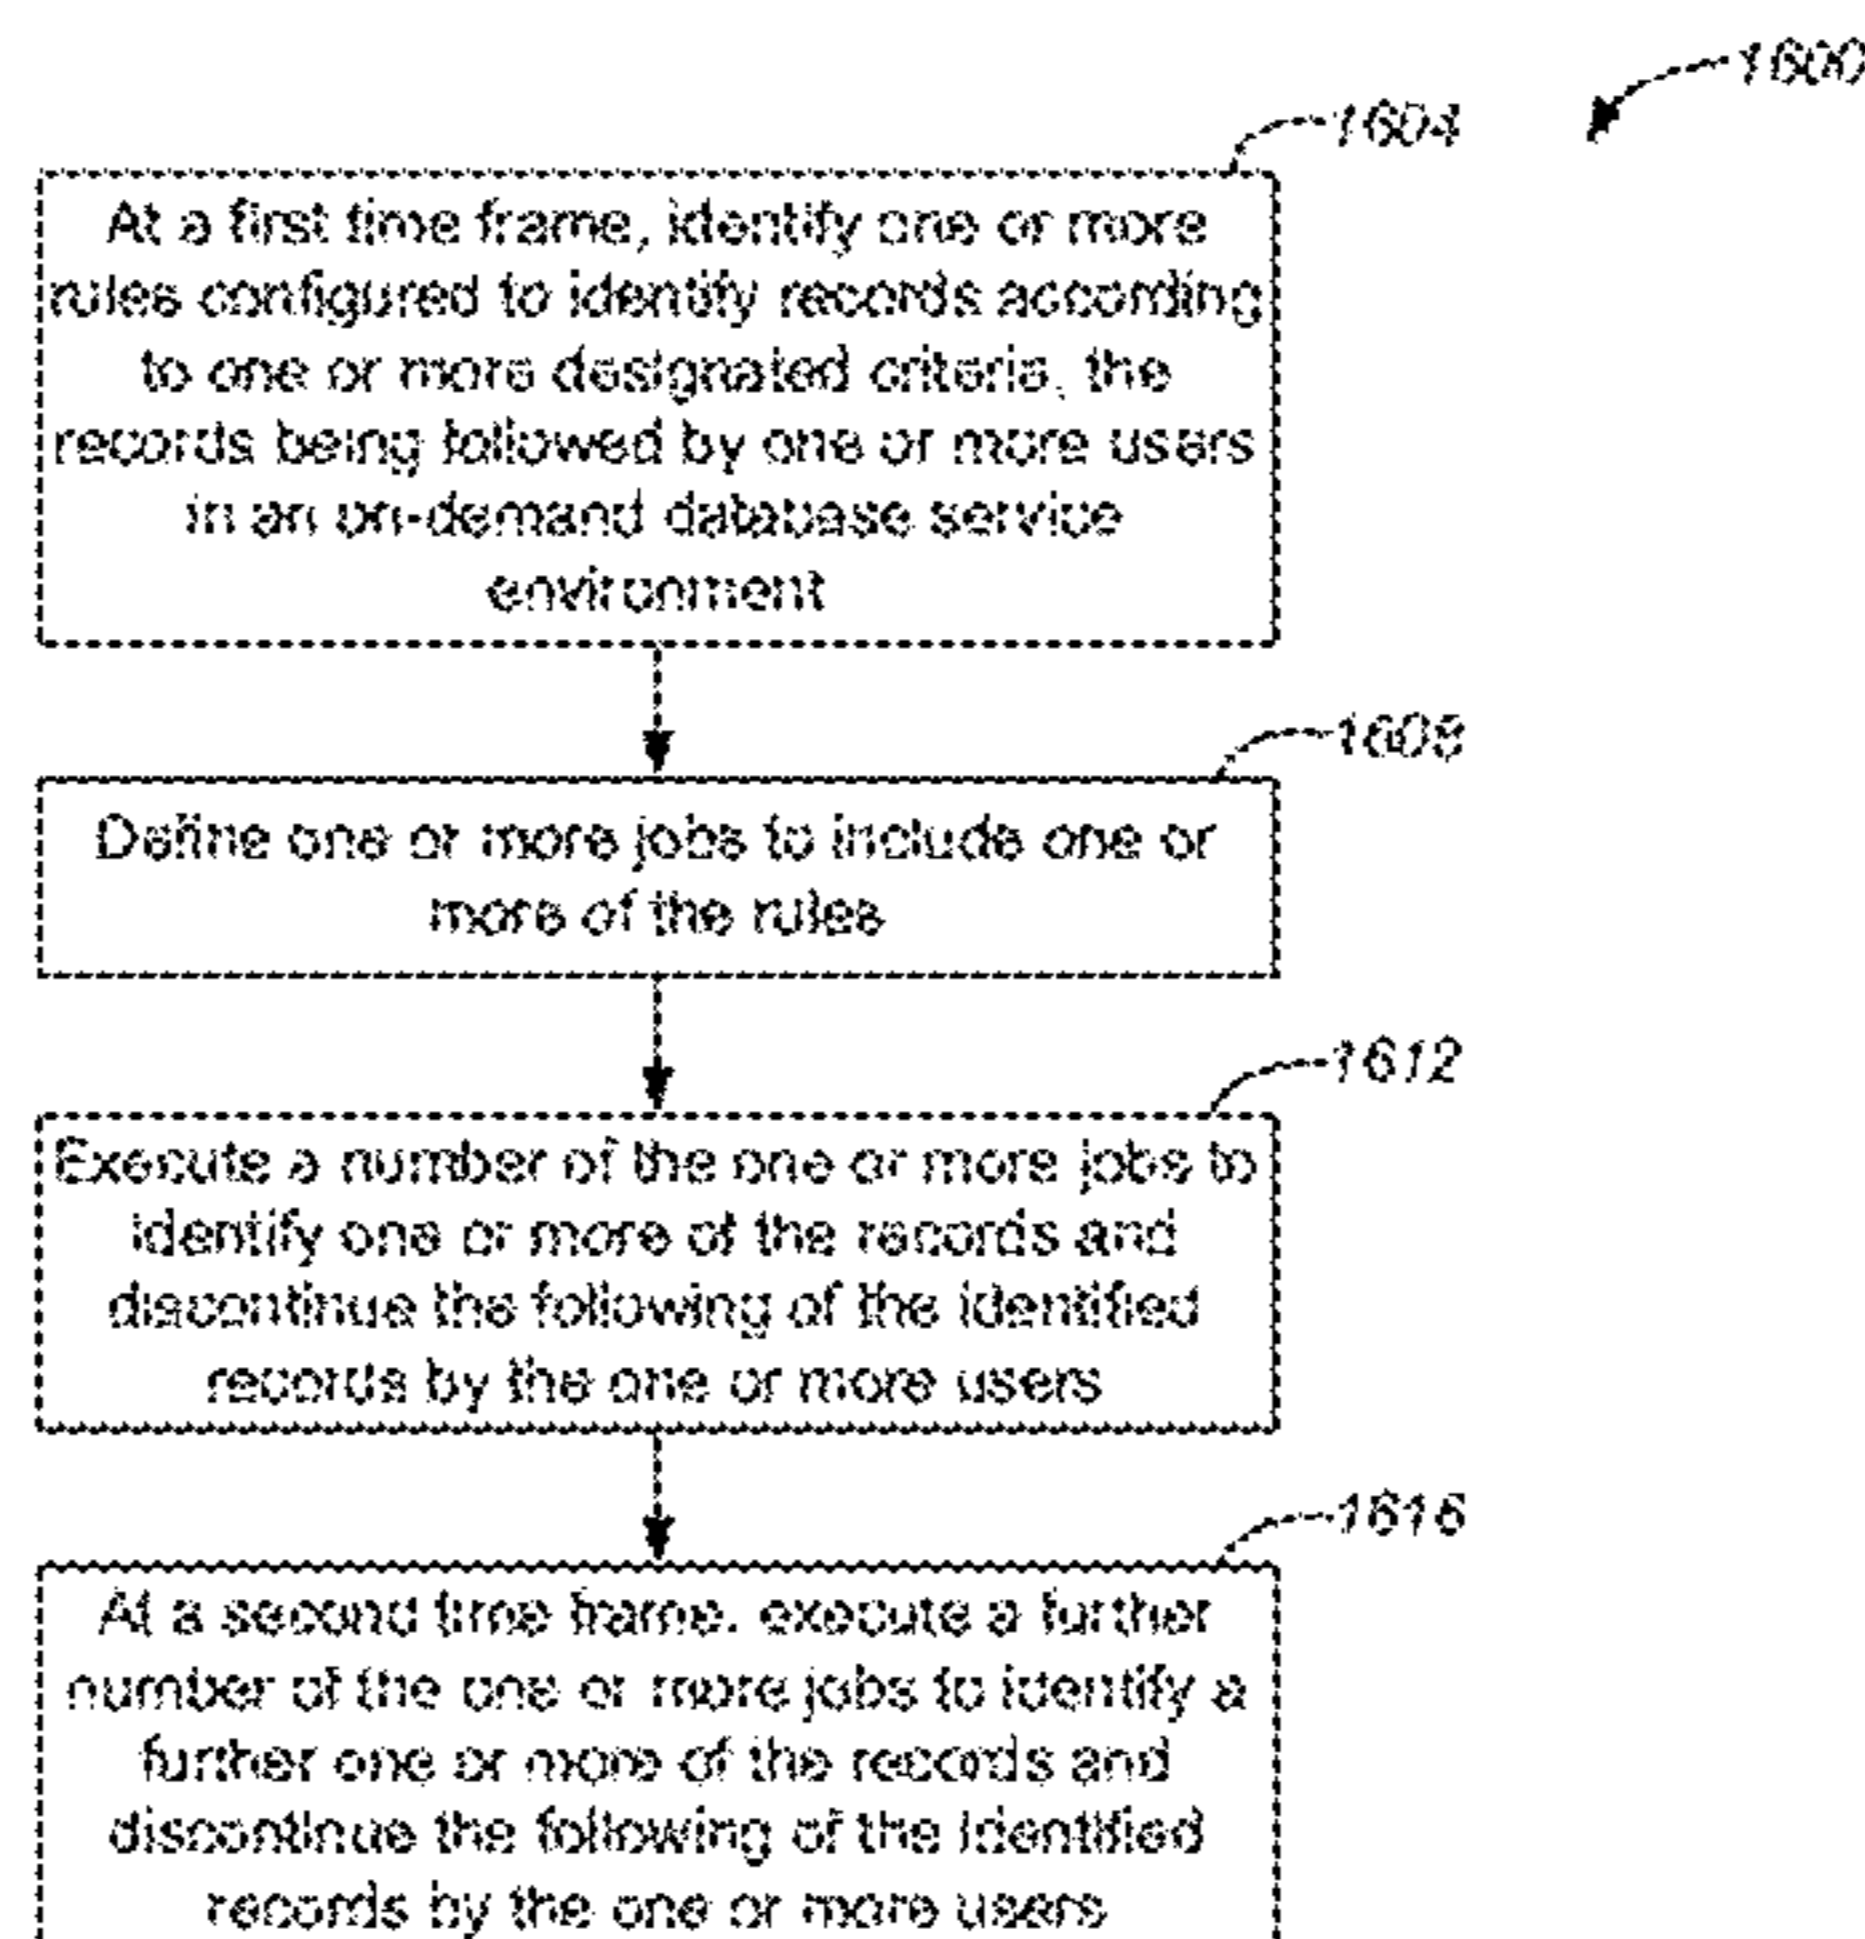 1600
1604
At a first time frame, identify one or more
rules configured to identify records according
to one or more designated criteria, the
records being followed by one or more users
in an on-demand database service
environment
1608
Define one or more jobs to include one or
more of the rules
1612
Execute a number of the one or more jobs to
identify one or more of the records and
discontinue the following of the identified
records by the one or more users
1616
At a second time frame, execute a further
number of the one or more jobs to identify a
further one or more of the records and
discontinue the following of the identified
records by the one or more users